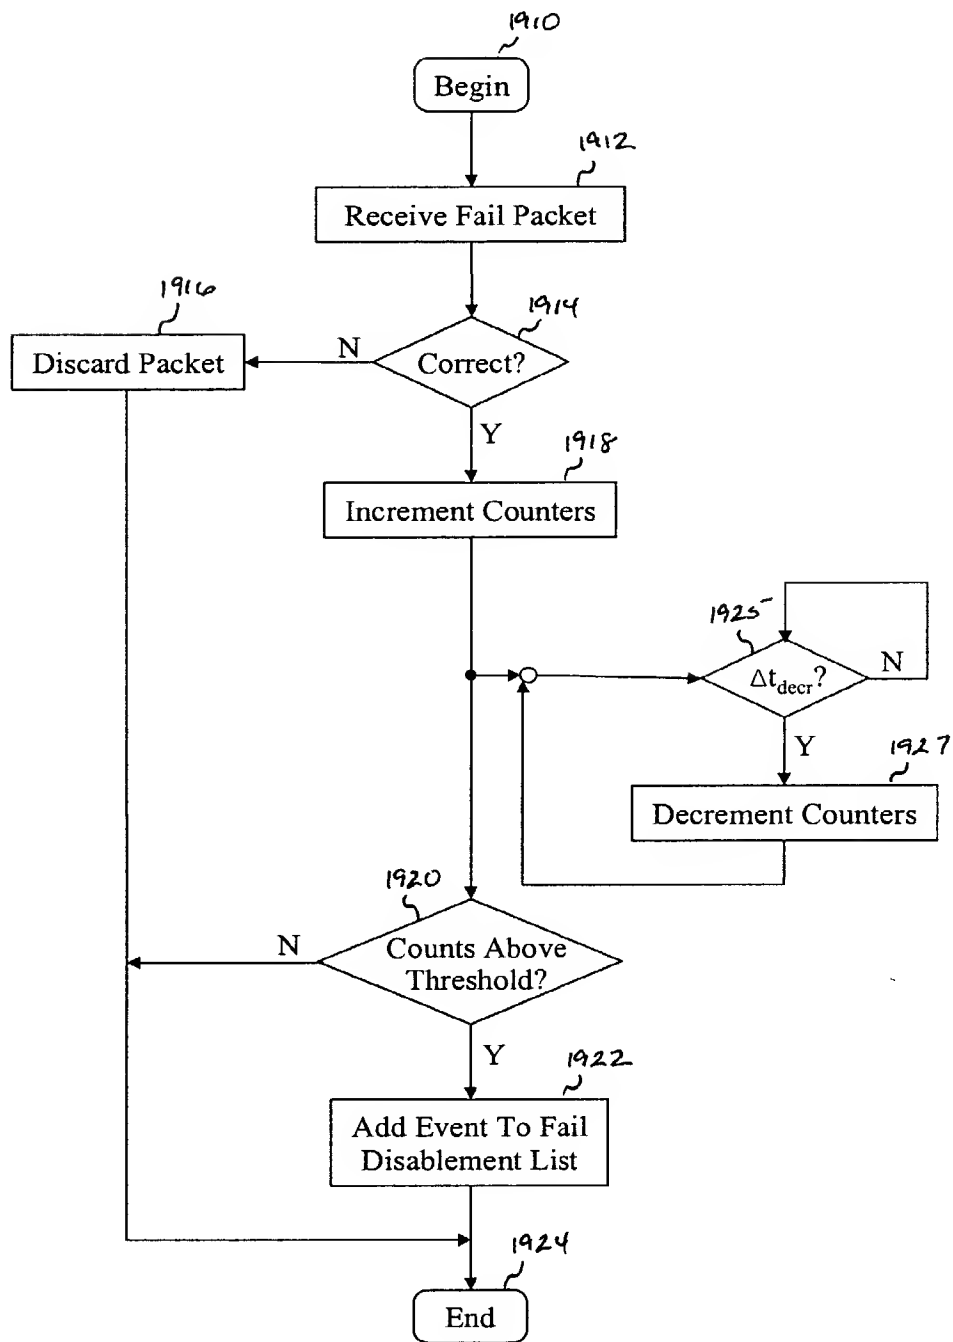 1910
Begin
1912
Receive Fail Packet
1916
1914
Discard Packet
N
Correct?
Y
1918
Increment Counters
1925
Δt_decr?
N
Y
1927
Decrement Counters
1920
N
Counts Above
Threshold?
Y
1922
Add Event To Fail
Disablement List
1924
End